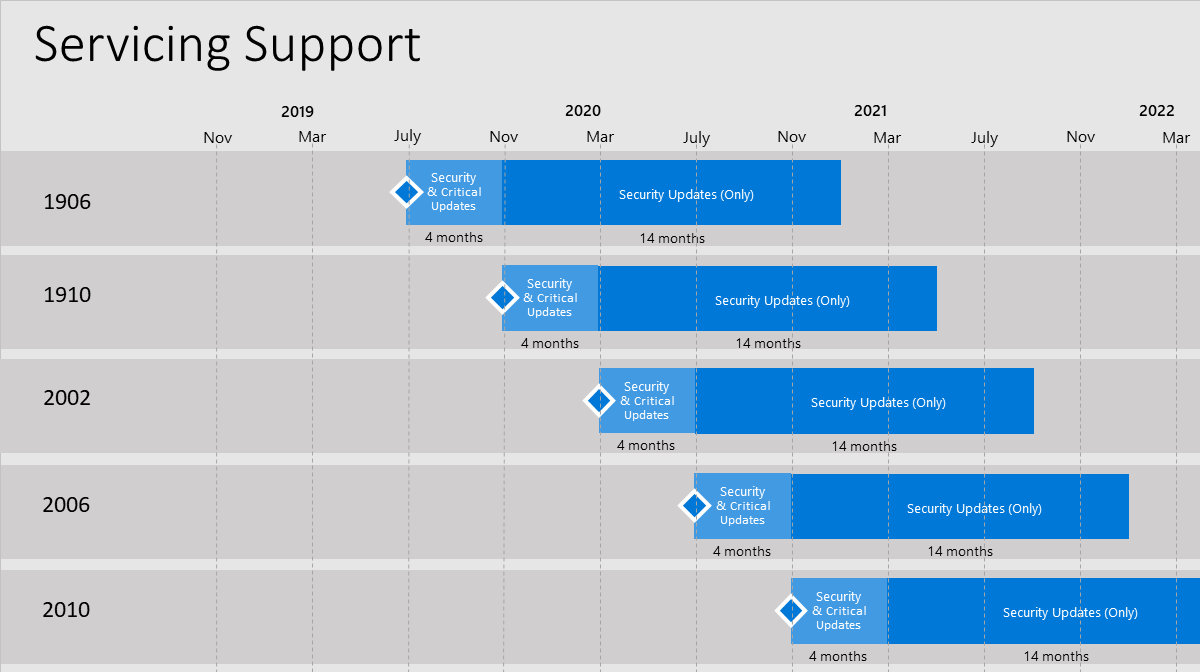 Servicing Support
2019 2020 2021 2022
Nov Mar July Nov Mar July Nov Mar July Nov Mar
1906
Security
& Critical
Updates
Security Updates (Only)
4 months 14 months
1910
Security
& Critical
Updates
Security Updates (Only)
4 months 14 months
2002
Security
& Critical
Updates
Security Updates (Only)
4 months 14 months
2006
Security
& Critical
Updates
Security Updates (Only)
4 months 14 months
2010
Security
& Critical
Updates
Security Updates (Only)
4 months 14 months